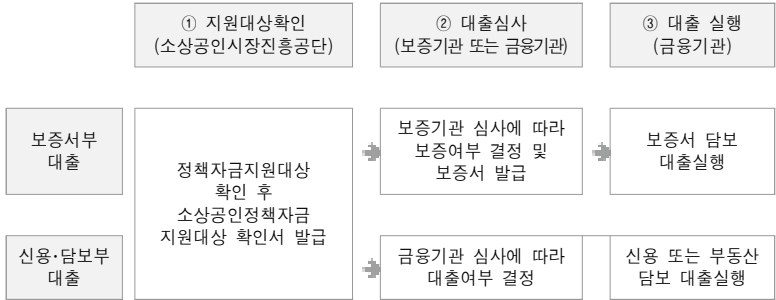 ① 지원대상확인
(소상공인시장진흥공단)
② 대출심사
(보증기관 또는 금융기관)
③ 대출 실행
(금융기관)
보증서부
대출
정책자금지원대상
확인 후
소상공인정책자금
지원대상 확인서 발급
보증기관 심사에 따라
보증여부 결정 및
보증서 발급
보증서 담보
대출실행
신용·담보부
대출
금융기관 심사에 따라
대출여부 결정
신용 또는 부동산
담보 대출실행